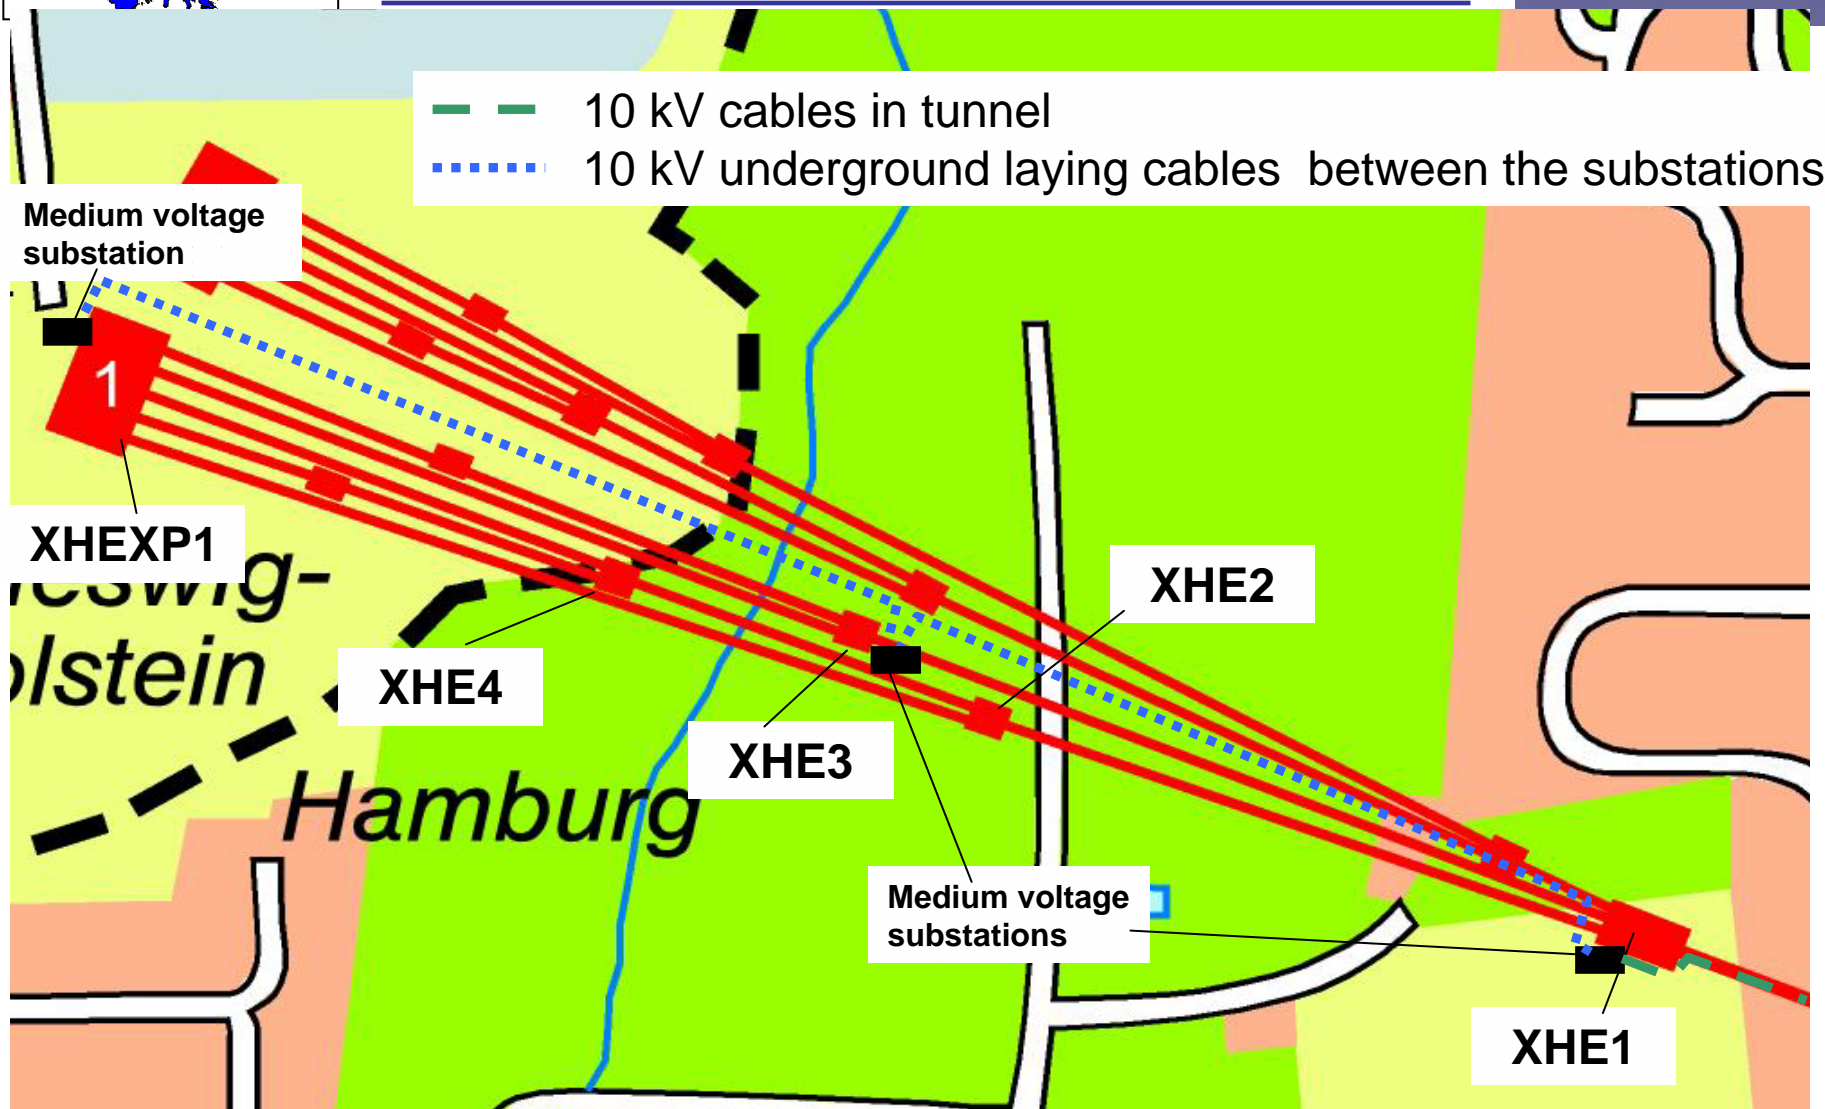 10 kV cables in tunnel
10 kV underground laying cables between the substations
Medium voltage
substation
1
XHEXP1
XHE2
XHE4
XHE3
Hamburg
Medium voltage
substations
XHE1